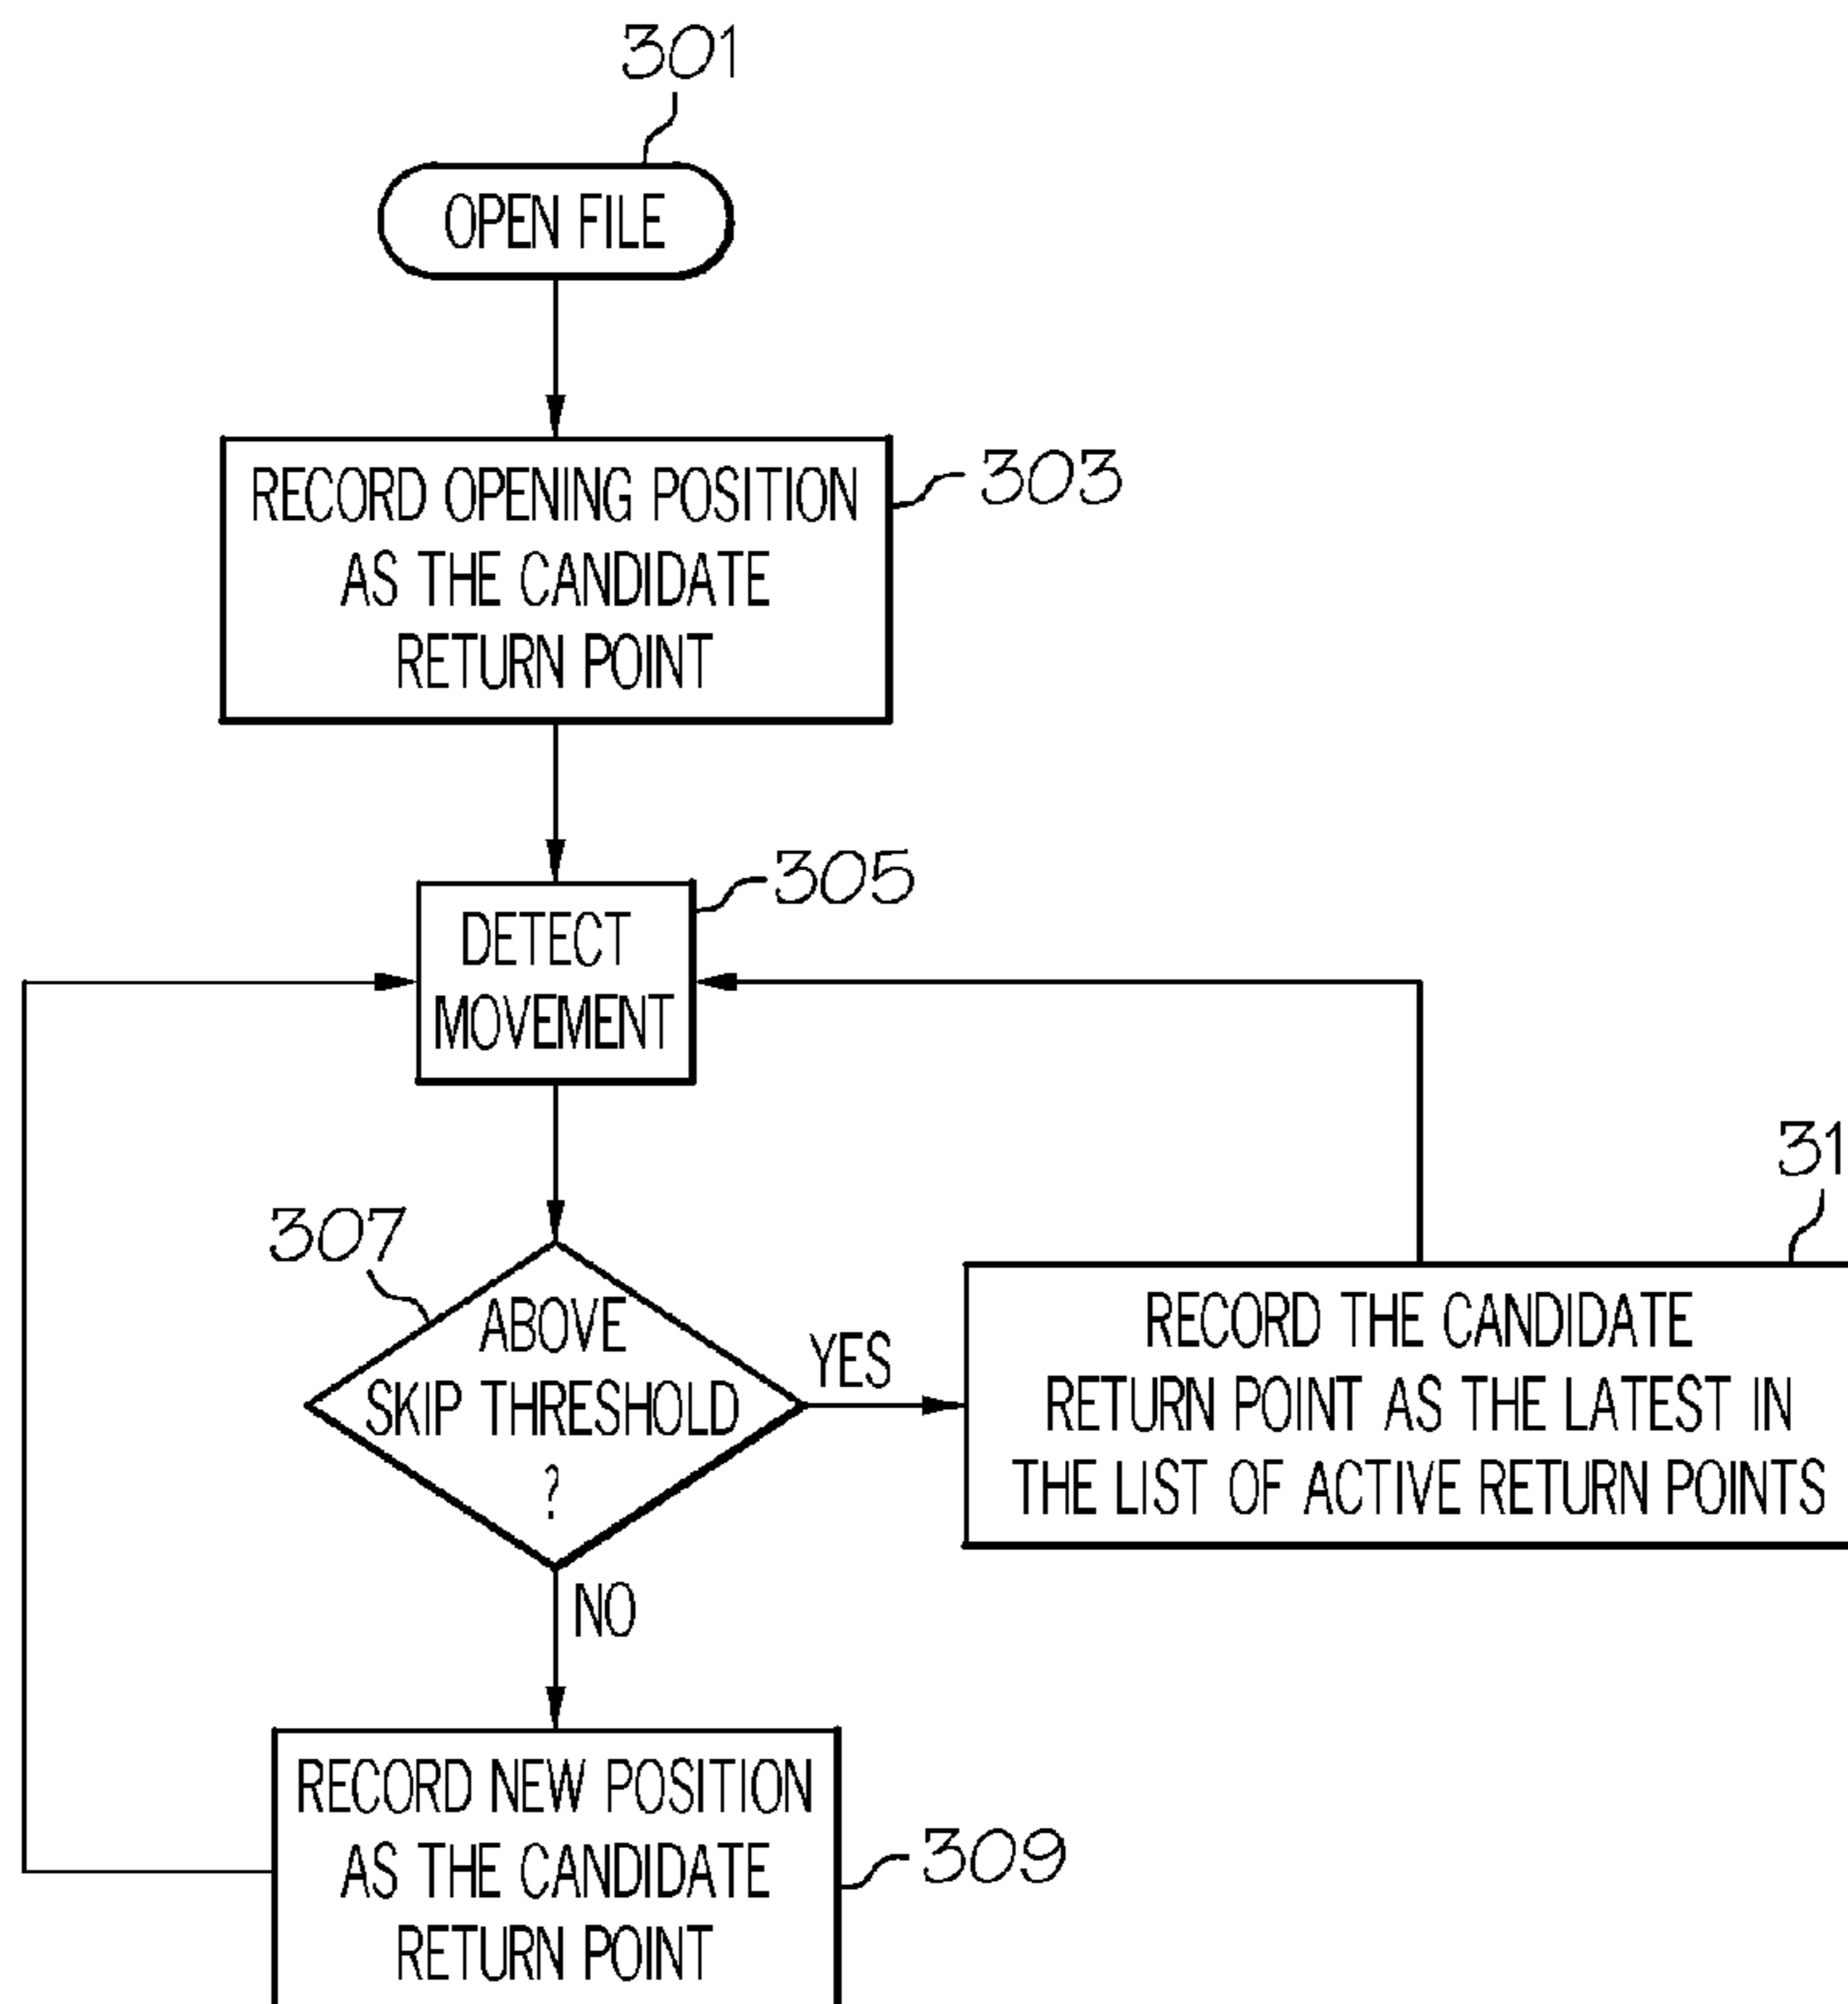 301
OPEN FILE
RECORD OPENING POSITION
AS THE CANDIDATE
RETURN POINT
303
DETECT
MOVEMENT
305
307
ABOVE
SKIP THRESHOLD
?
YES
NO
31
RECORD THE CANDIDATE
RETURN POINT AS THE LATEST IN
THE LIST OF ACTIVE RETURN POINTS
RECORD NEW POSITION
AS THE CANDIDATE
RETURN POINT
309